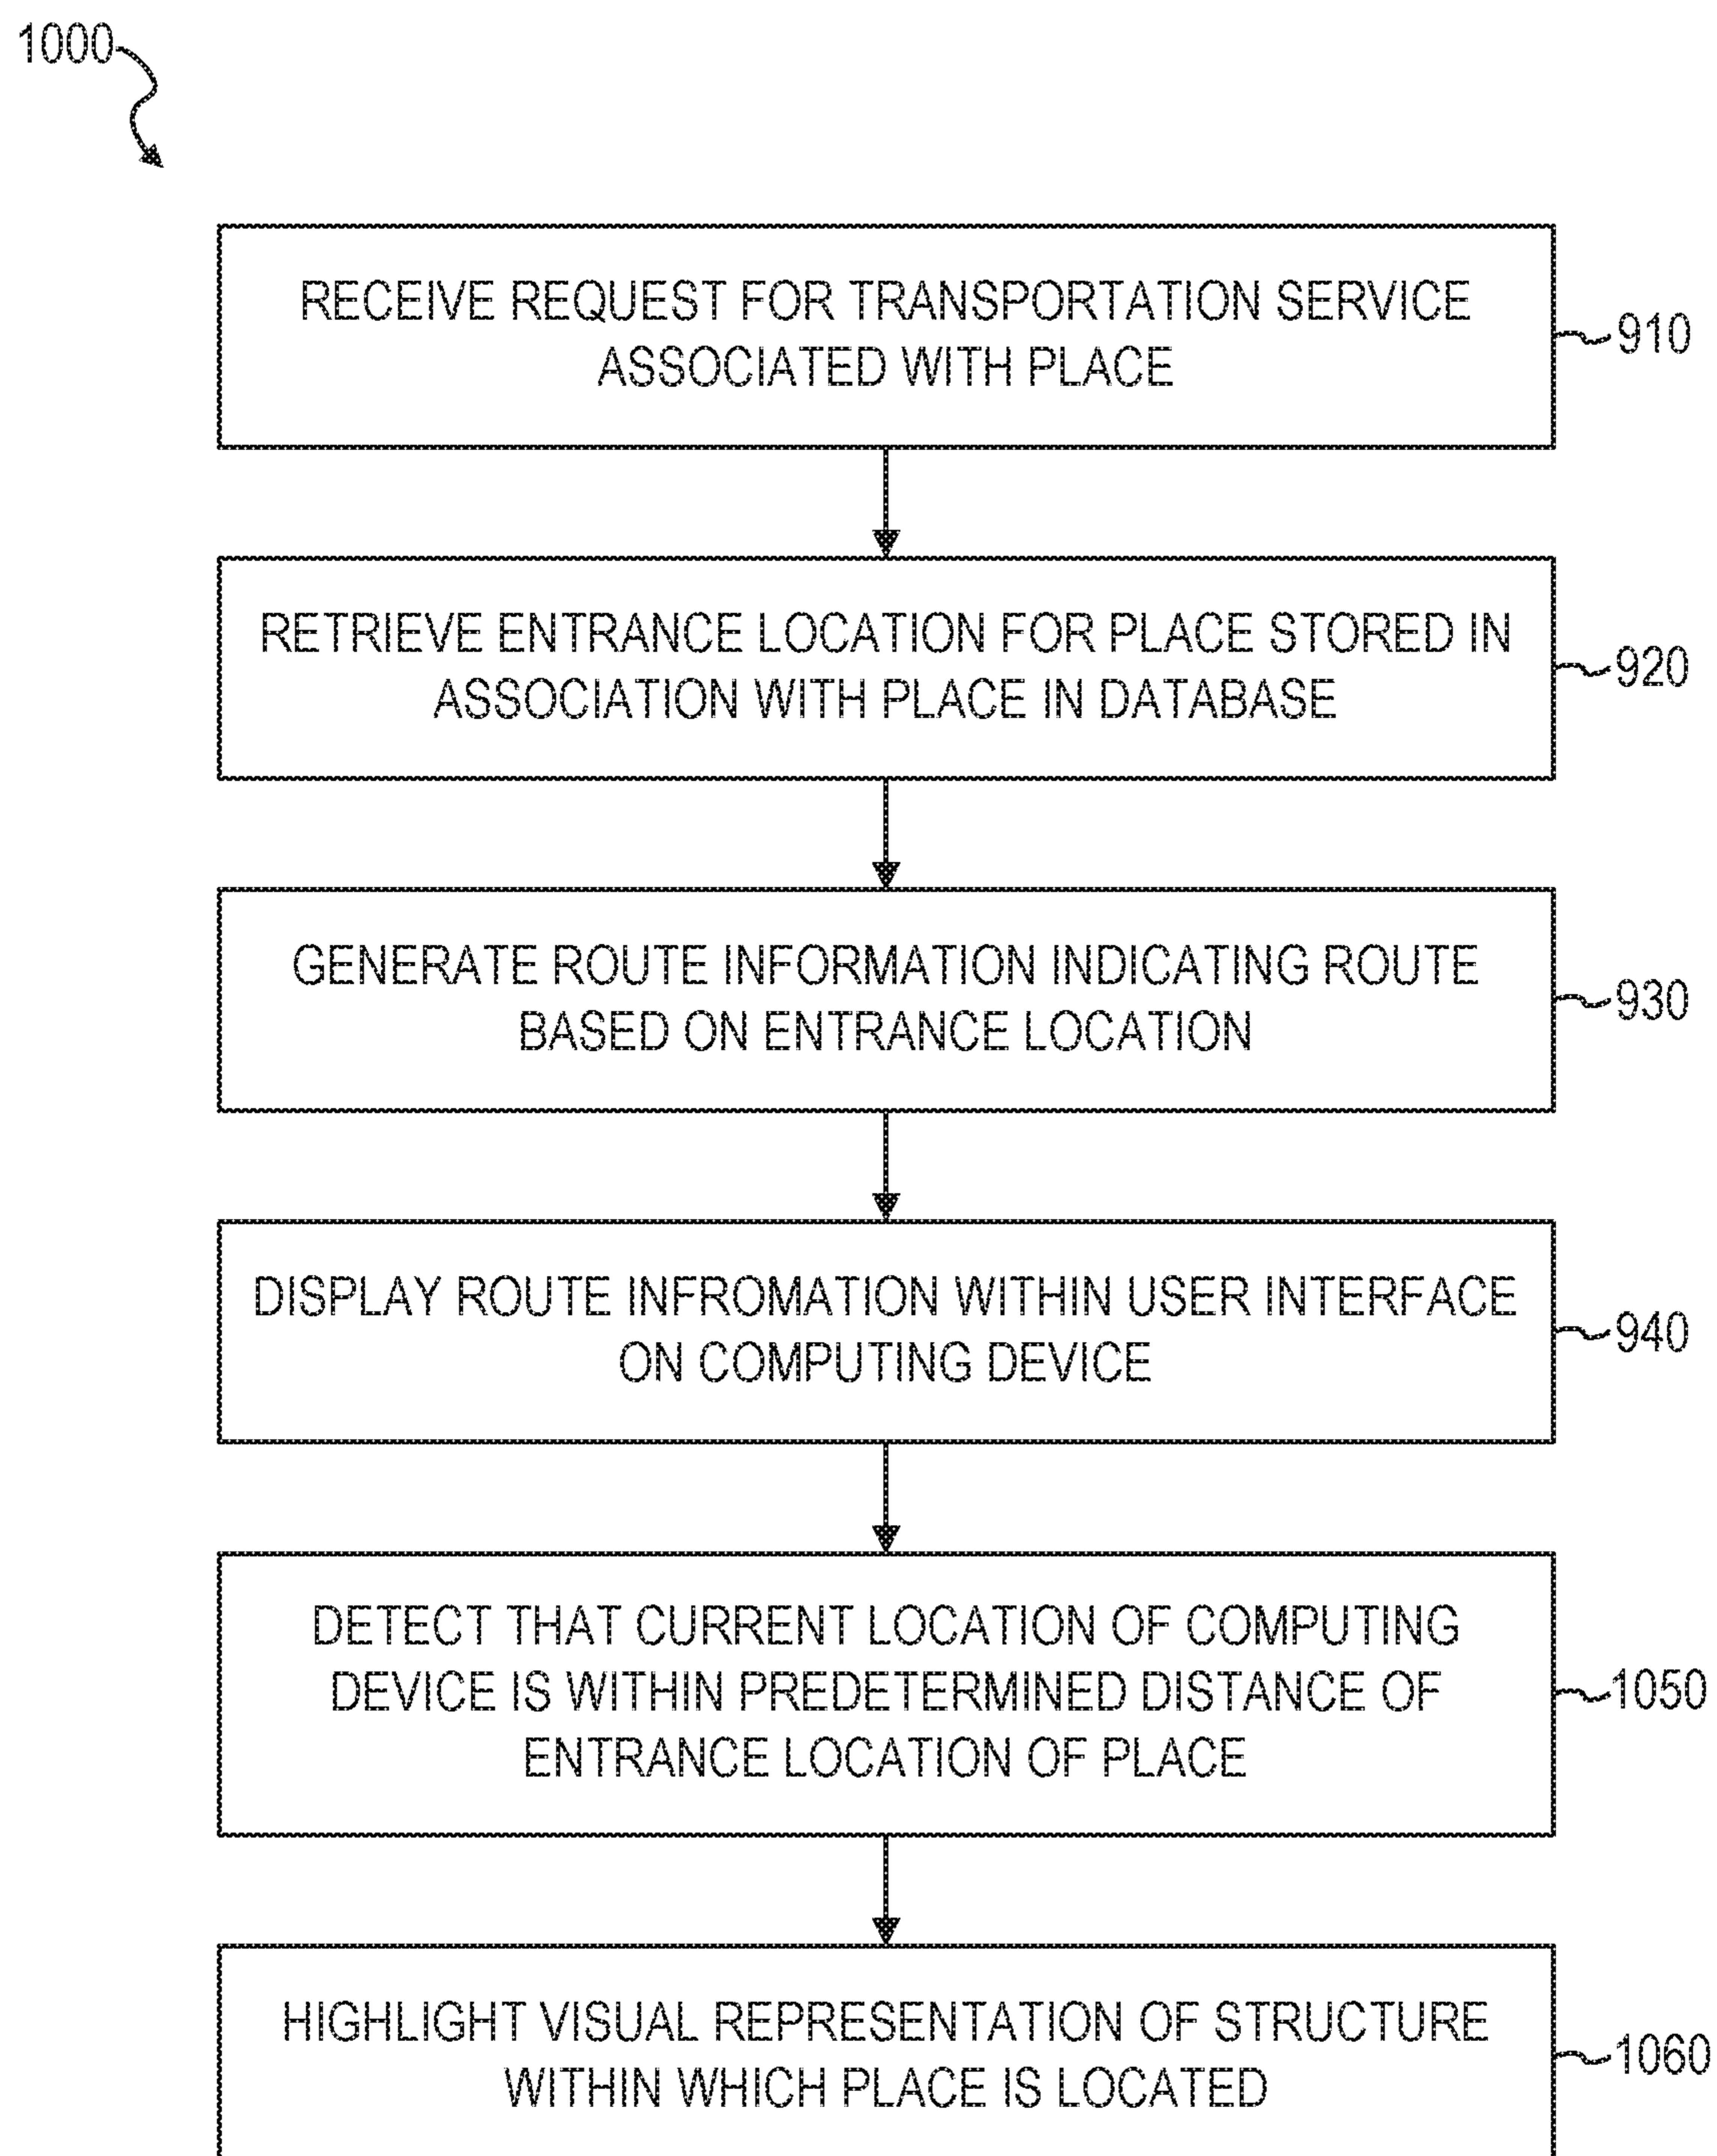 1000
RECEIVE REQUEST FOR TRANSPORTATION SERVICE
ASSOCIATED WITH PLACE
910
RETRIEVE ENTRANCE LOCATION FOR PLACE STORED IN
ASSOCIATION WITH PLACE IN DATABASE
920
GENERATE ROUTE INFORMATION INDICATING ROUTE
BASED ON ENTRANCE LOCATION
930
DISPLAY ROUTE INFROMATION WITHIN USER INTERFACE
ON COMPUTING DEVICE
940
DETECT THAT CURRENT LOCATION OF COMPUTING
DEVICE IS WITHIN PREDETERMINED DISTANCE OF
ENTRANCE LOCATION OF PLACE
1050
HIGHLIGHT VISUAL REPRESENTATION OF STRUCTURE
WITHIN WHICH PLACE IS LOCATED
1060